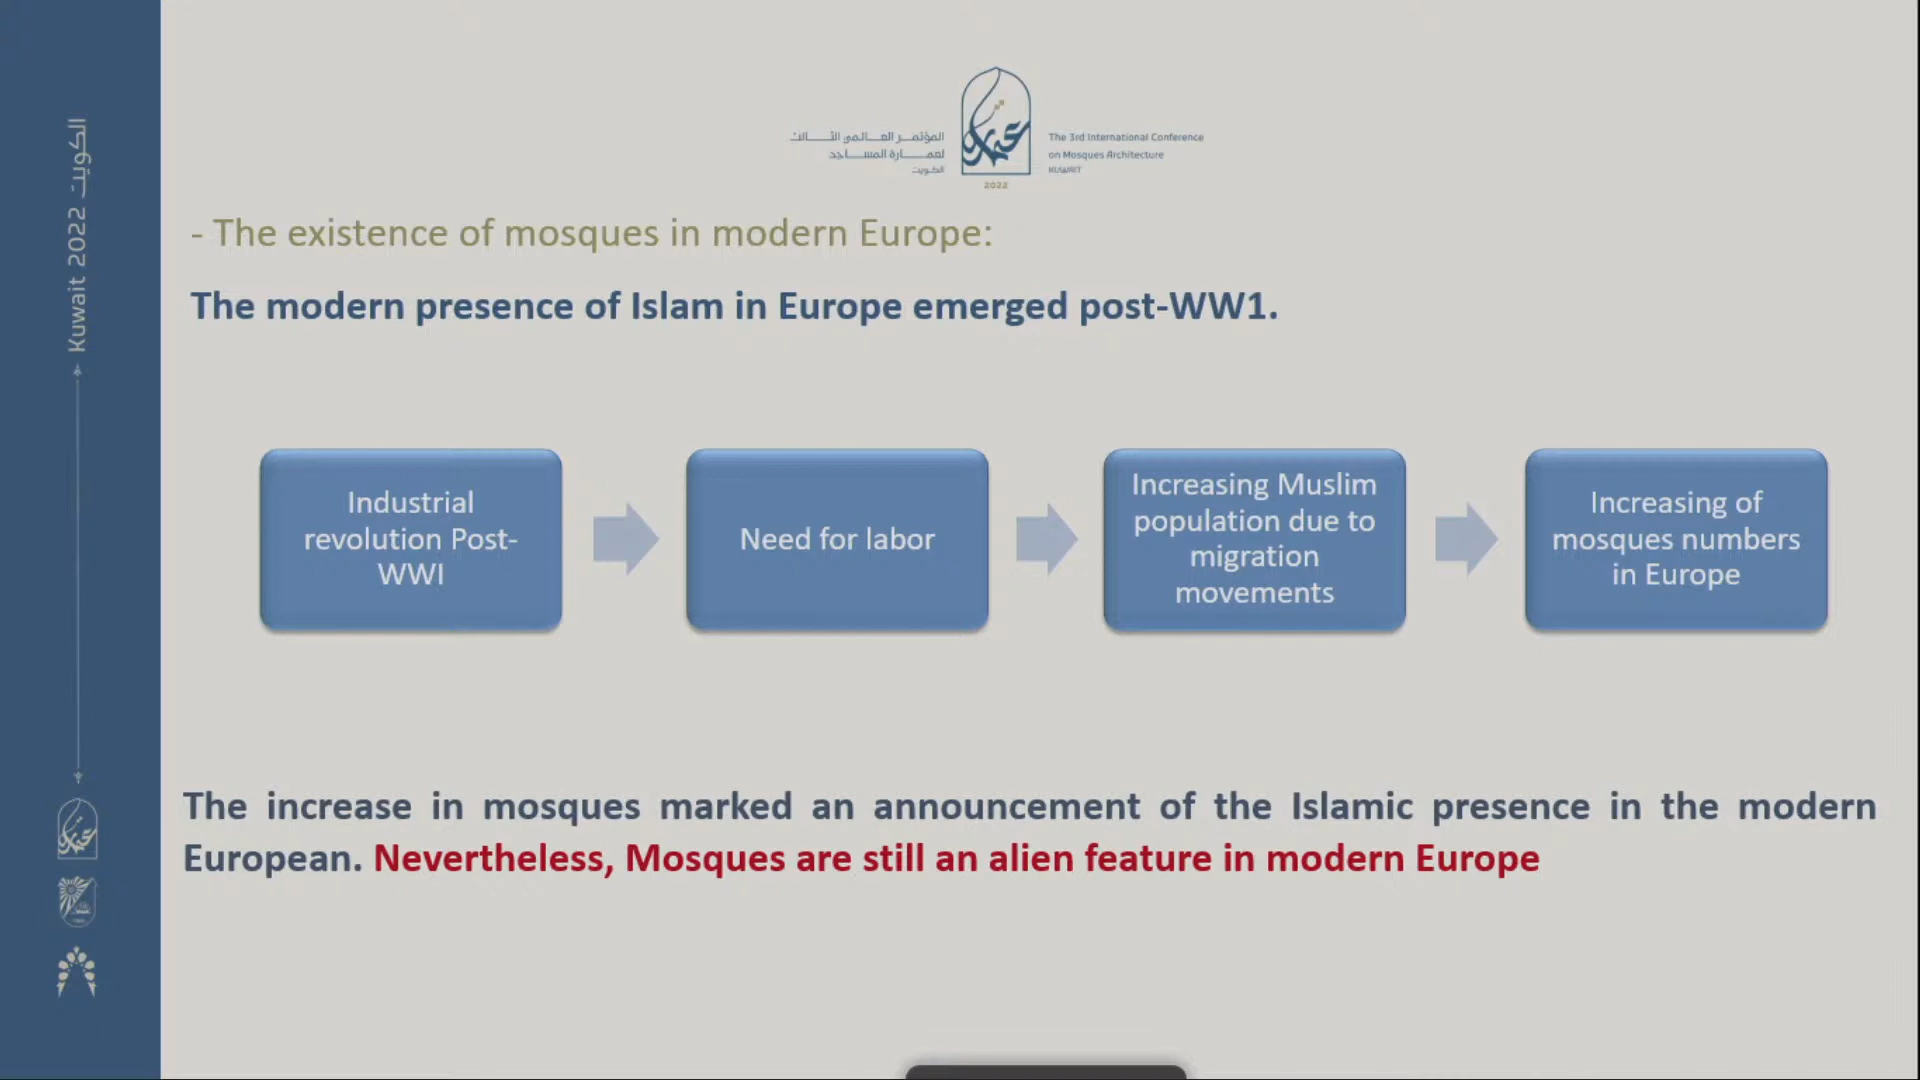 الكويت 2022 Kuwait
المؤتمر العالمي الثالث
لعمارة المساجد
الكويت
2022
The 3rd International Conference
on Mosques Architecture
KUWAIT
- The existence of mosques in modern Europe:
The modern presence of Islam in Europe emerged post-WW1.
Industrial
revolution Post-
WWI
Need for labor
Increasing Muslim
population due to
migration
movements
Increasing of
mosques numbers
in Europe
The increase in mosques marked an announcement of the Islamic presence in the modern
European. Nevertheless, Mosques are still an alien feature in modern Europe